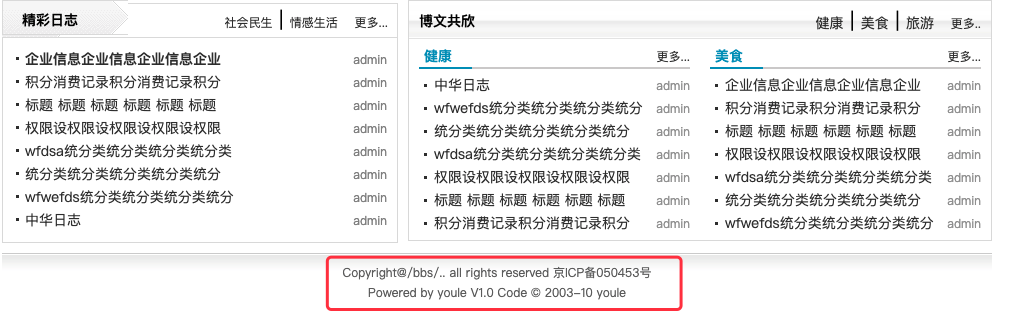 精彩日志
社会民生 | 情感生活 更多...
企业信息企业信息企业信息企业 admin
积分消费记录积分消费记录积分 admin
标题 标题 标题 标题 标题 标题 admin
权限设权限设权限设权限设权限 admin
wfdsa统分类统分类统分类统分类 admin
统分类统分类统分类统分类统分 admin
wfwefds统分类统分类统分类统分 admin
中华日志 admin
博文共欣
健康 | 美食 | 旅游 更多..
健康 更多...
中华日志 admin
wfwefds统分类统分类统分类统分 admin
统分类统分类统分类统分类统分 admin
wfdsa统分类统分类统分类统分类 admin
权限设权限设权限设权限设权限 admin
标题 标题 标题 标题 标题 标题 admin
积分消费记录积分消费记录积分 admin
美食 更多...
企业信息企业信息企业信息企业 admin
积分消费记录积分消费记录积分 admin
标题 标题 标题 标题 标题 标题 admin
权限设权限设权限设权限设权限 admin
wfdsa统分类统分类统分类统分类 admin
统分类统分类统分类统分类统分 admin
wfwefds统分类统分类统分类统分 admin
Copyright@/bbs/.. all rights reserved 京ICP备050453号
Powered by youle V1.0 Code © 2003-10 youle